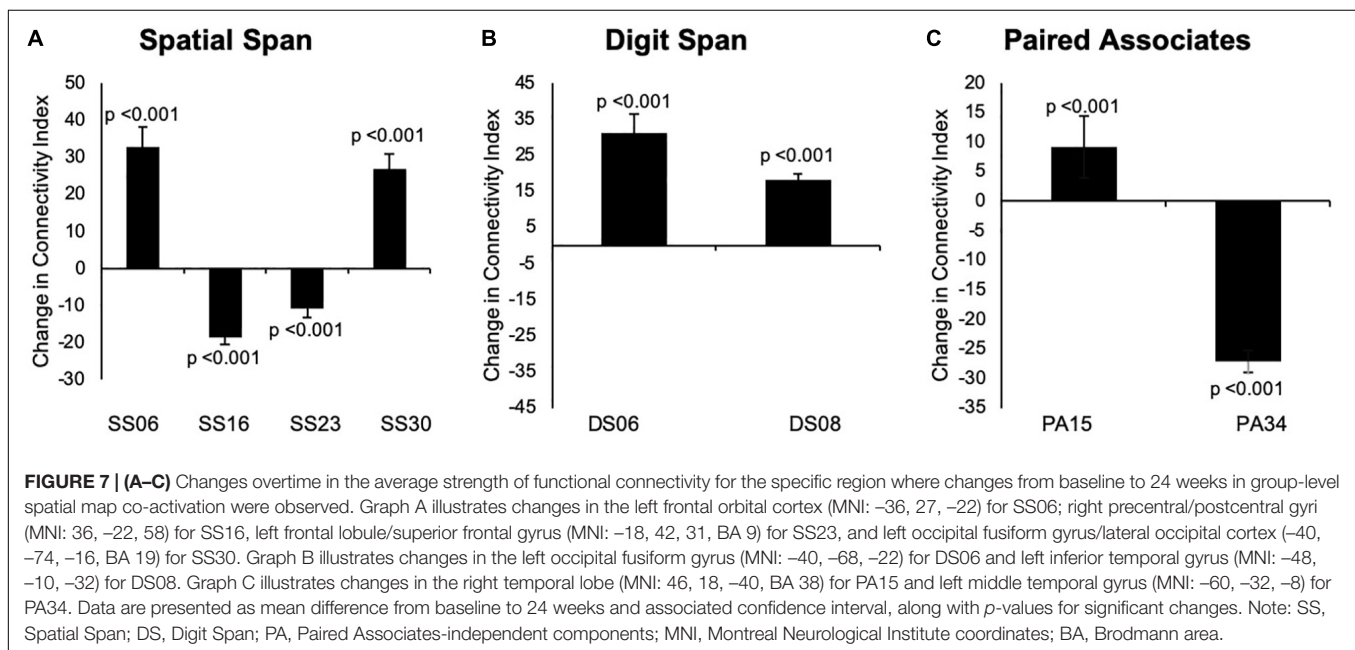 A Spatial Span
Change in Connectivity Index
50
40
30
20
10
0
-10
-20
-30
p <0.001
p <0.001
p <0.001
p <0.001
SS06 SS16 SS23 SS30
B Digit Span
Change in Connectivity Index
45
35
25
15
5
-5
-15
-25
-35
-45
p <0.001
p <0.001
DS06 DS08
C Paired Associates
Change in Connectivity Index
20
15
10
5
0
-5
-10
-15
-20
-25
-30
-35
p <0.001
p <0.001
PA15 PA34
FIGURE 7 | (A–C) Changes overtime in the average strength of functional connectivity for the specific region where changes from baseline to 24 weeks in group-level
spatial map co-activation were observed. Graph A illustrates changes in the left frontal orbital cortex (MNI: –36, 27, –22) for SS06; right precentral/postcentral gyri
(MNI: 36, –22, 58) for SS16, left frontal lobule/superior frontal gyrus (MNI: –18, 42, 31, BA 9) for SS23, and left occipital fusiform gyrus/lateral occipital cortex (–40,
–74, –16, BA 19) for SS30. Graph B illustrates changes in the left occipital fusiform gyrus (MNI: –40, –68, –22) for DS06 and left inferior temporal gyrus (MNI: –48,
–10, –32) for DS08. Graph C illustrates changes in the right temporal lobe (MNI: 46, 18, –40, BA 38) for PA15 and left middle temporal gyrus (MNI: –60, –32, –8) for
PA34. Data are presented as mean difference from baseline to 24 weeks and associated confidence interval, along with p-values for significant changes. Note: SS,
Spatial Span; DS, Digit Span; PA, Paired Associates-independent components; MNI, Montreal Neurological Institute coordinates; BA, Brodmann area.